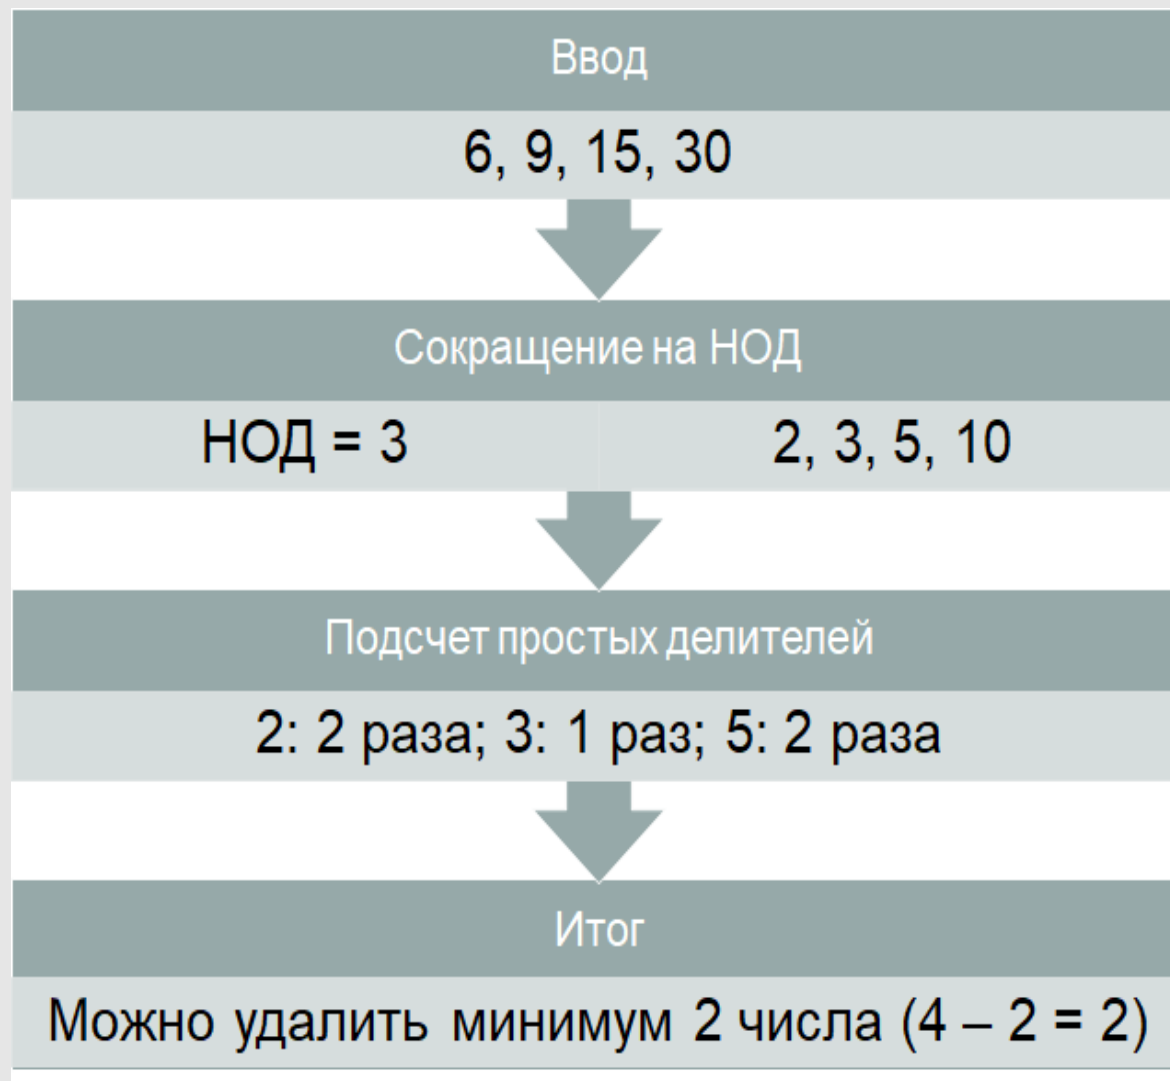 Ввод
6, 9, 15, 30
Сокращение на НОД
НОД = 3
2, 3, 5, 10
Подсчет простых делителей
2: 2 раза; 3: 1 раз; 5: 2 раза
Итог
Можно удалить минимум 2 числа (4 – 2 = 2)